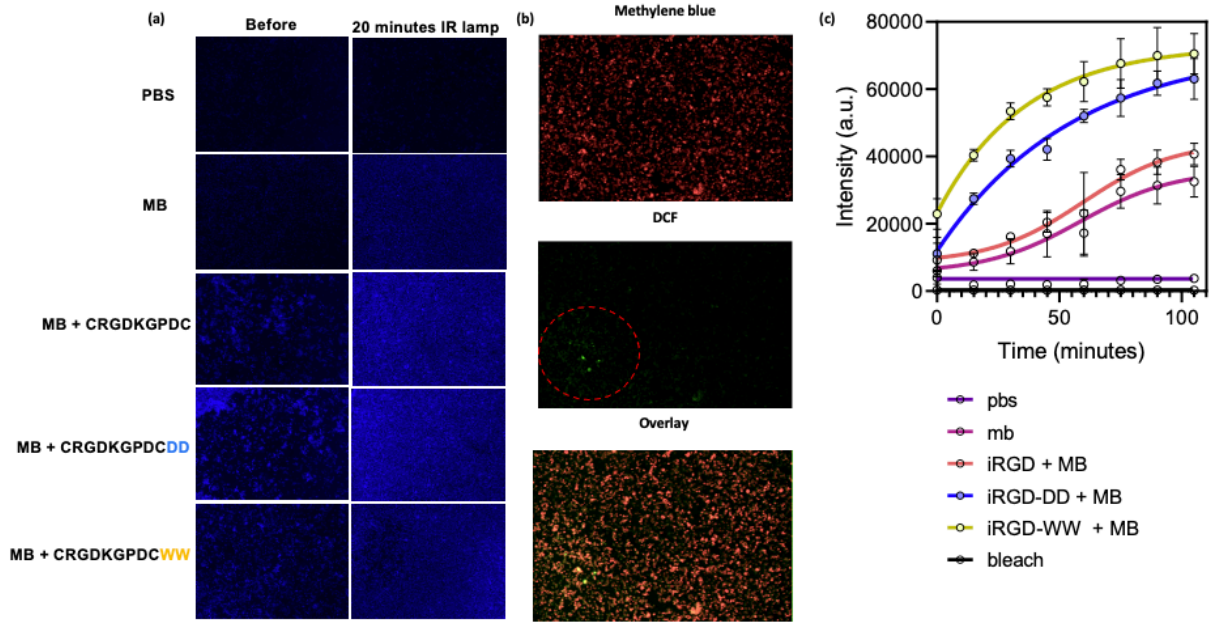 (a)
Before
20 minutes IR lamp
PBS
MB
MB + CRGDKGPDC
MB + CRGDKGPDCDD
MB + CRGDKGPDCWW
(b)
Methylene blue
DCF
Overlay
(c)
Intensity (a.u.)
80000
60000
40000
20000
0
0
50
100
Time (minutes)
pbs
mb
iRGD + MB
iRGD-DD + MB
iRGD-WW + MB
bleach